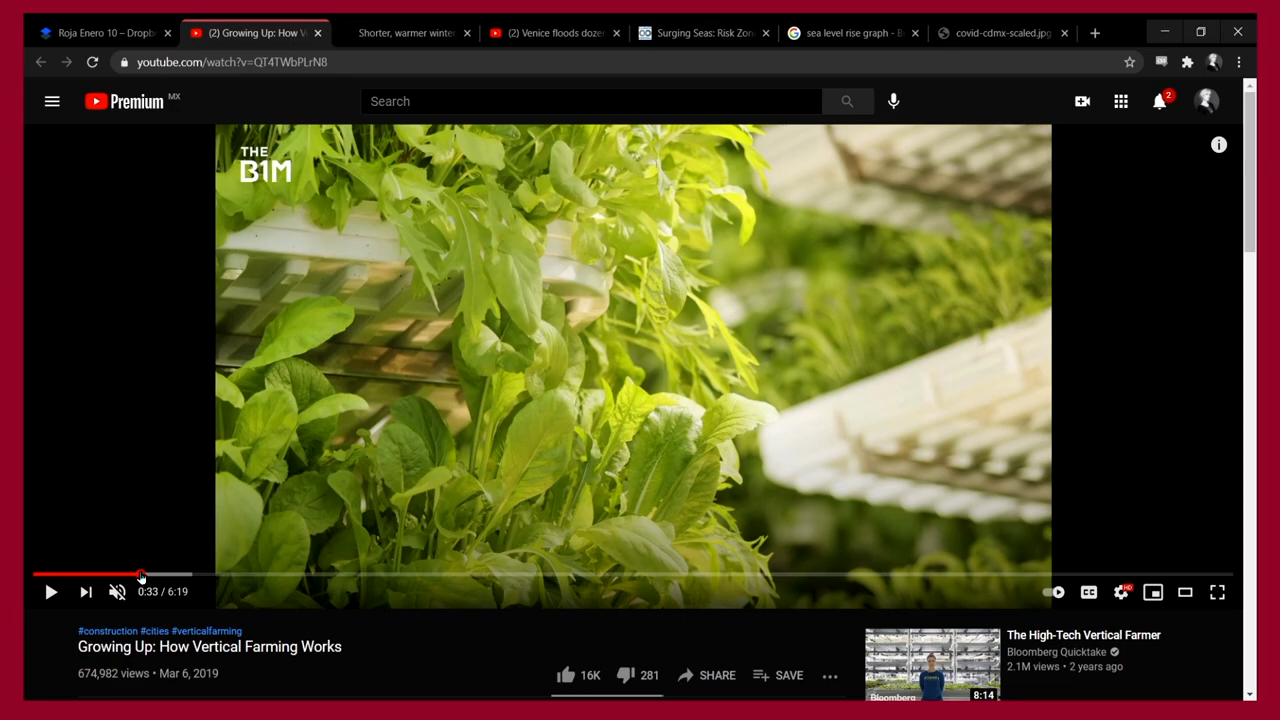 Roja Enero 10 – Dropb
(2) Growing Up: How V
Shorter, warmer winte
(2) Venice floods doze
Surging Seas: Risk Zon
sea level rise graph - B
covid-cdmx-scaled.jpg
youtube.com/watch?v=QT4TWbPLrN8
Premium MX
Search
2
THE
B1M
0:33 / 6:19
CC
HD
#construction #cities #verticalfarming
Growing Up: How Vertical Farming Works
674,982 views • Mar 6, 2019
16K
281
SHARE
SAVE
The High-Tech Vertical Farmer
Bloomberg Quicktake
2.1M views • 2 years ago
Bloomberg
8:14